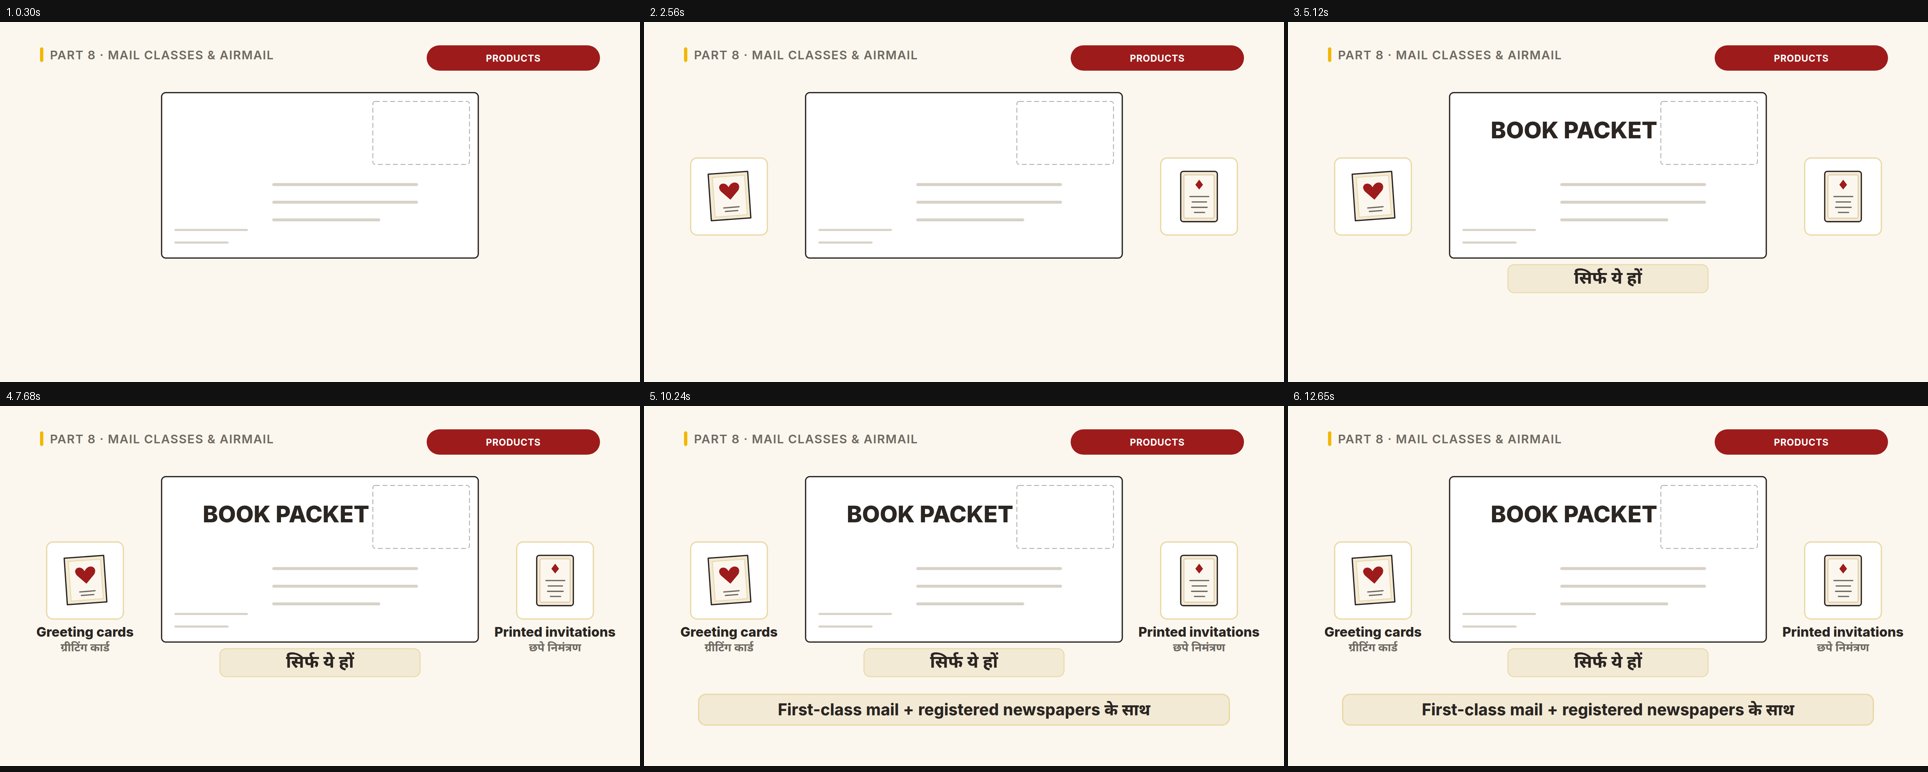 1. 0.30s
PART 8 · MAIL CLASSES & AIRMAIL
PRODUCTS
2. 2.56s
PART 8 · MAIL CLASSES & AIRMAIL
PRODUCTS
3. 5.12s
PART 8 · MAIL CLASSES & AIRMAIL
PRODUCTS
BOOK PACKET
सिर्फ ये हों
4. 7.68s
PART 8 · MAIL CLASSES & AIRMAIL
PRODUCTS
BOOK PACKET
Greeting cards
ग्रीटिंग कार्ड
Printed invitations
छपे निमंत्रण
सिर्फ ये हों
5. 10.24s
PART 8 · MAIL CLASSES & AIRMAIL
PRODUCTS
BOOK PACKET
Greeting cards
ग्रीटिंग कार्ड
Printed invitations
छपे निमंत्रण
सिर्फ ये हों
First-class mail + registered newspapers के साथ
6. 12.65s
PART 8 · MAIL CLASSES & AIRMAIL
PRODUCTS
BOOK PACKET
Greeting cards
ग्रीटिंग कार्ड
Printed invitations
छपे निमंत्रण
सिर्फ ये हों
First-class mail + registered newspapers के साथ